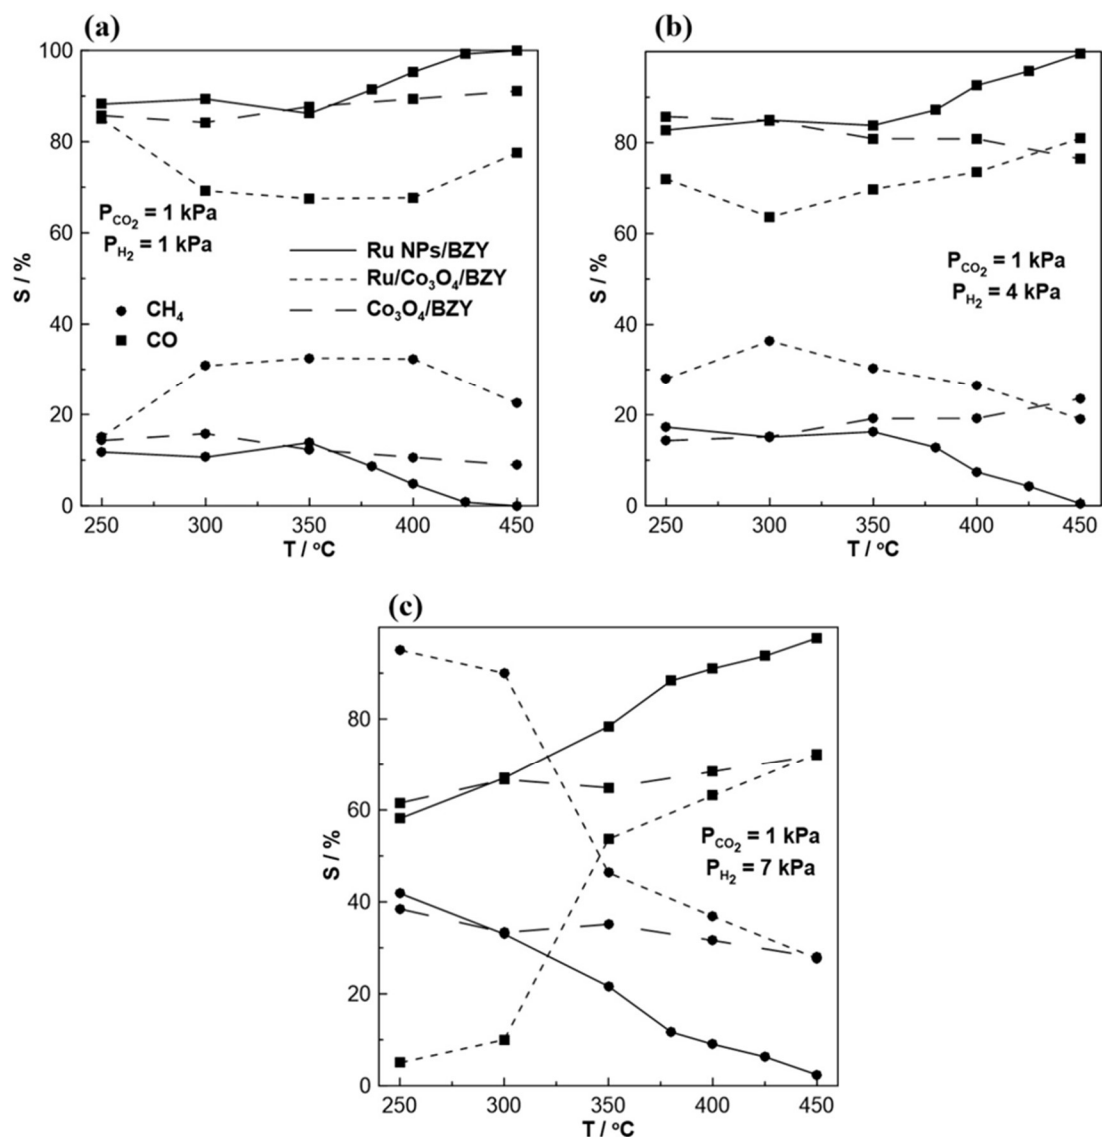 (a)
100
80
60
40
20
0
S / %
P_CO2 = 1 kPa
P_H2 = 1 kPa
Ru NPs/BZY
Ru/Co3O4/BZY
Co3O4/BZY
CH4
CO
250 300 350 400 450
T / °C
(b)
100
80
60
40
20
0
S / %
P_CO2 = 1 kPa
P_H2 = 4 kPa
250 300 350 400 450
T / °C
(c)
80
60
40
20
0
S / %
P_CO2 = 1 kPa
P_H2 = 7 kPa
250 300 350 400 450
T / °C